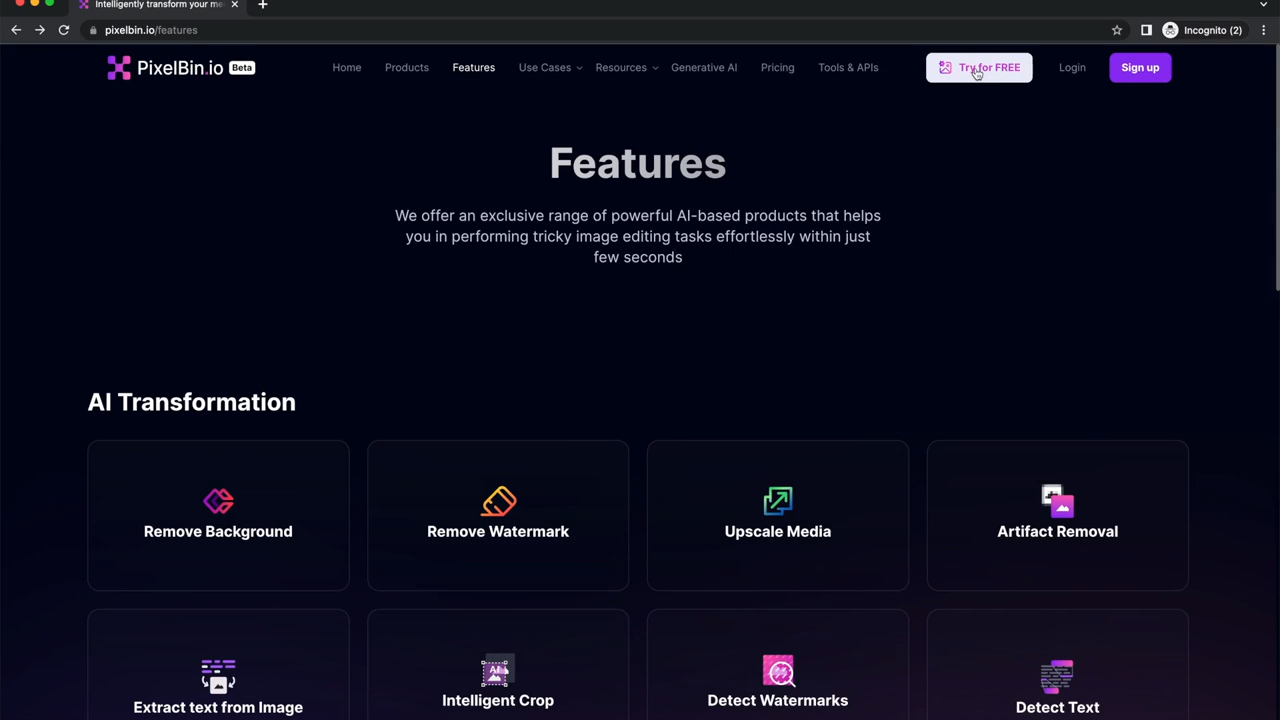 Intelligently transform your me
pixelbin.io/features
Incognito (2)
PixelBin.io Beta
Home Products Features Use Cases Resources Generative AI Pricing Tools & APIs Try for FREE Login Sign up
Features
We offer an exclusive range of powerful AI-based products that helps
you in performing tricky image editing tasks effortlessly within just
few seconds
AI Transformation
Remove Background
Remove Watermark
Upscale Media
Artifact Removal
AI
Extract text from Image
Intelligent Crop
Detect Watermarks
Detect Text